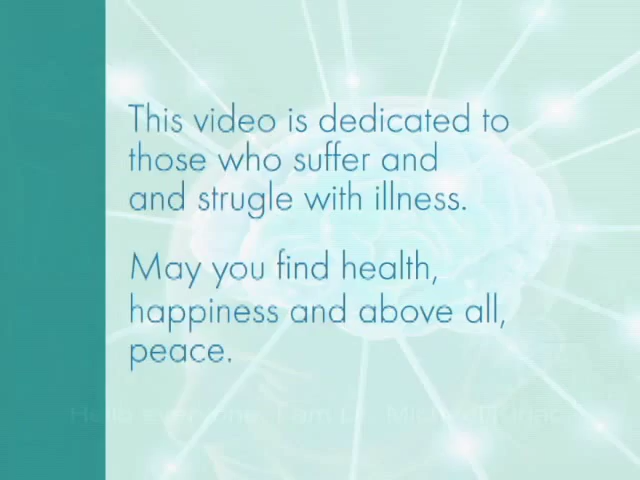 This video is dedicated to
those who suffer and
and strugle with illness.
May you find health,
happiness and above all,
peace.